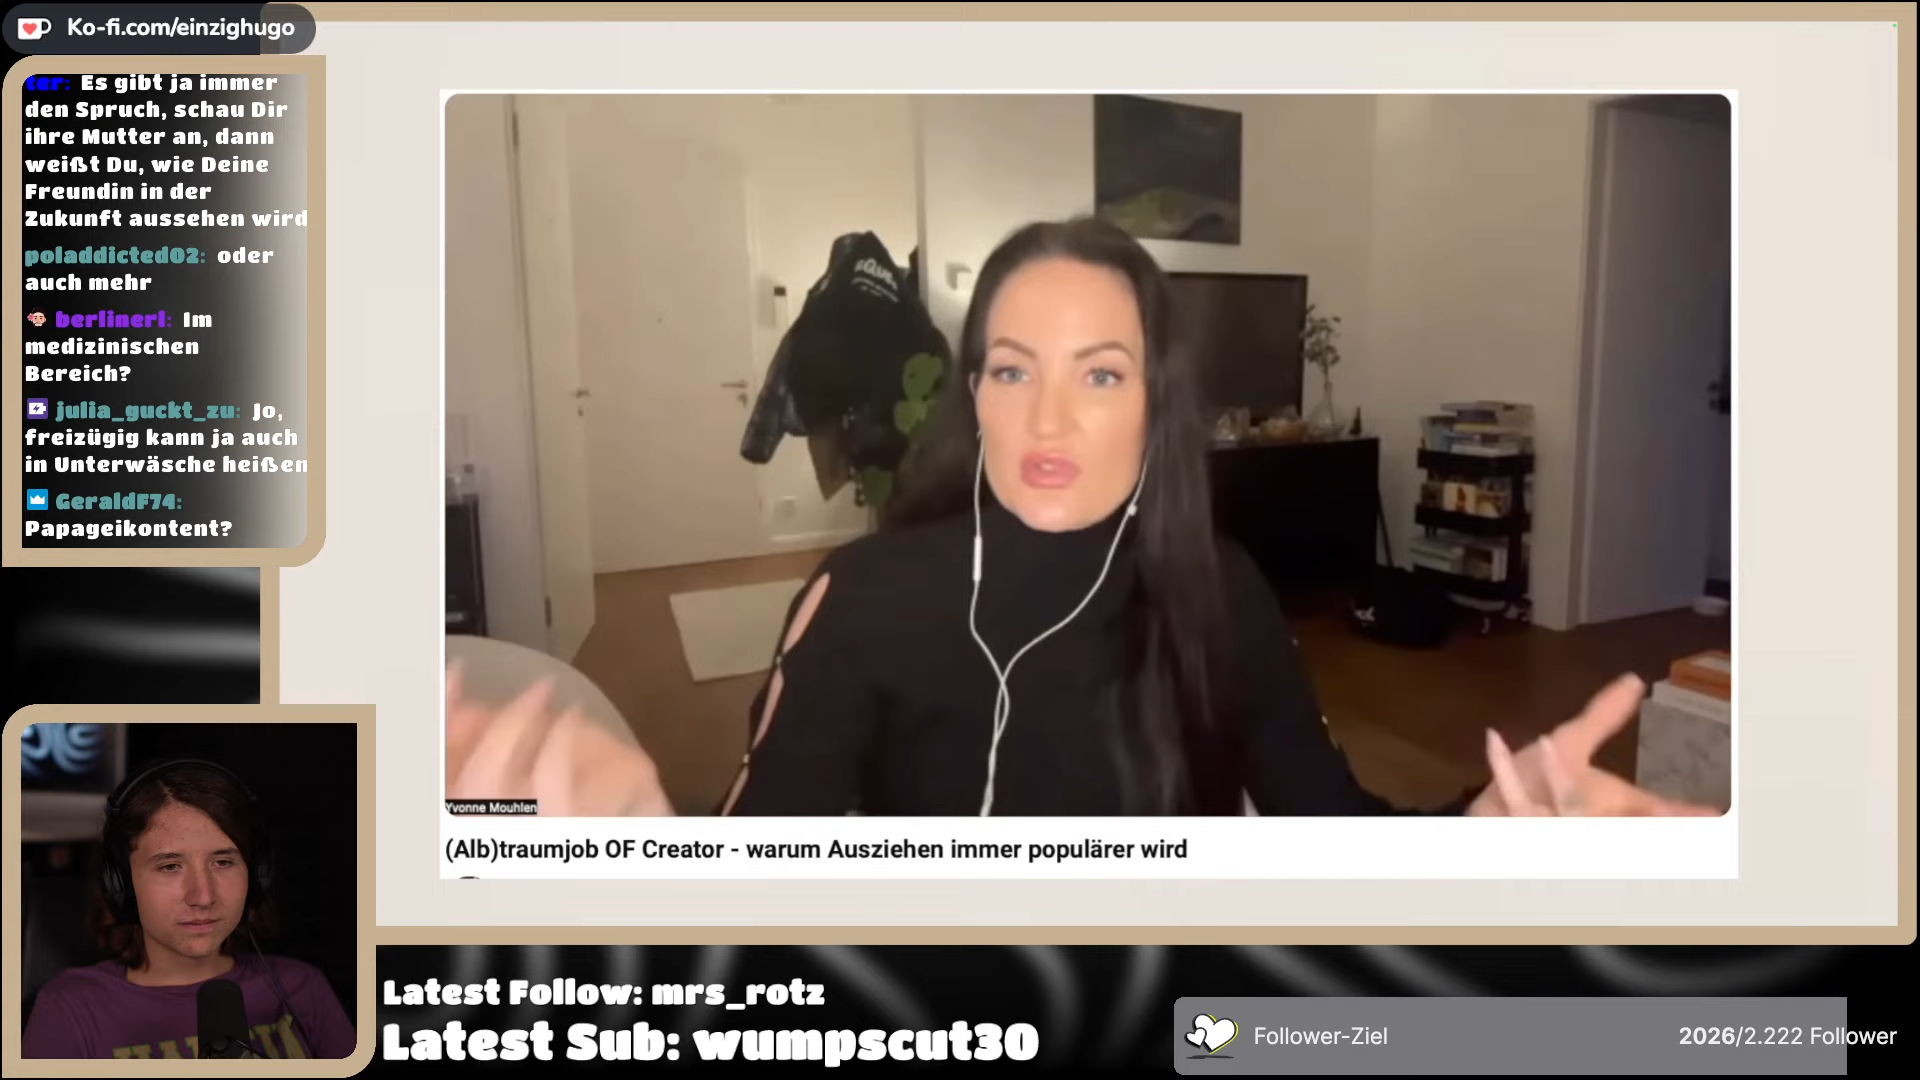 Ko-fi.com/einzighugo
ter: Es gibt ja immer
den Spruch, schau Dir
ihre Mutter an, dann
weißt Du, wie Deine
Freundin in der
Zukunft aussehen wird
poladdicted02: oder
auch mehr
berliner1: Im
medizinischen
Bereich?
julia_guckt_zu: Jo,
freizügig kann ja auch
in Unterwäsche heißen
GeraldF74:
Papageikontent?
Yvonne Mouhlen
(Alb)traumjob OF Creator - warum Ausziehen immer populärer wird
Latest Follow: mrs_rotz
Latest Sub: wumpscut30
Follower-Ziel
2026/2.222 Follower